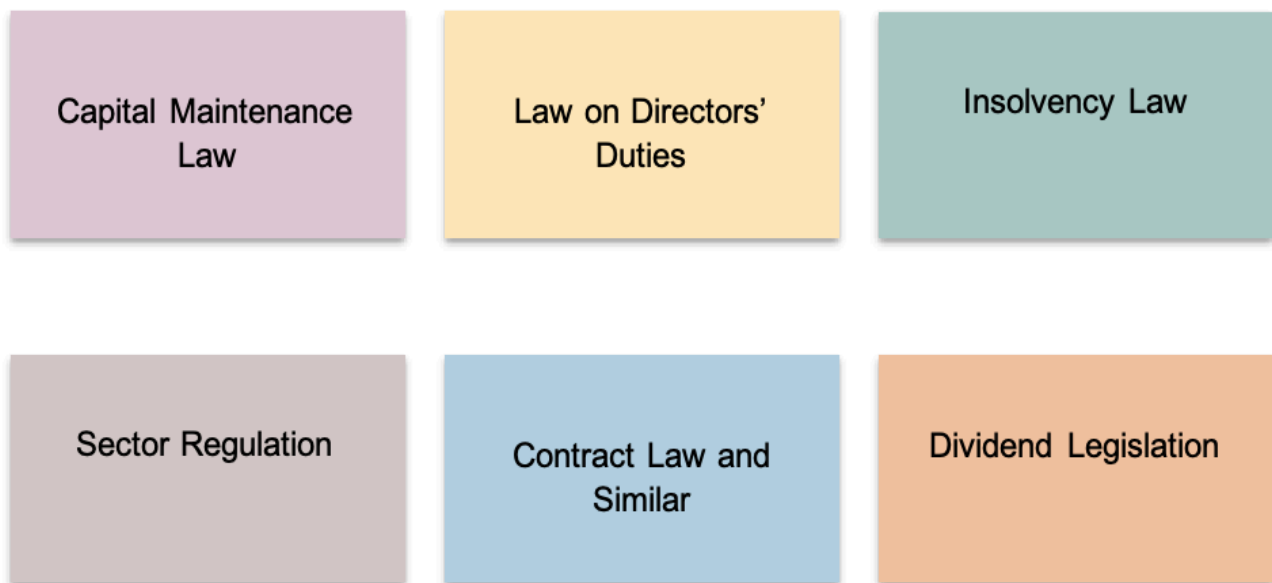 Capital Maintenance
Law
Law on Directors’
Duties
Insolvency Law
Sector Regulation
Contract Law and
Similar
Dividend Legislation